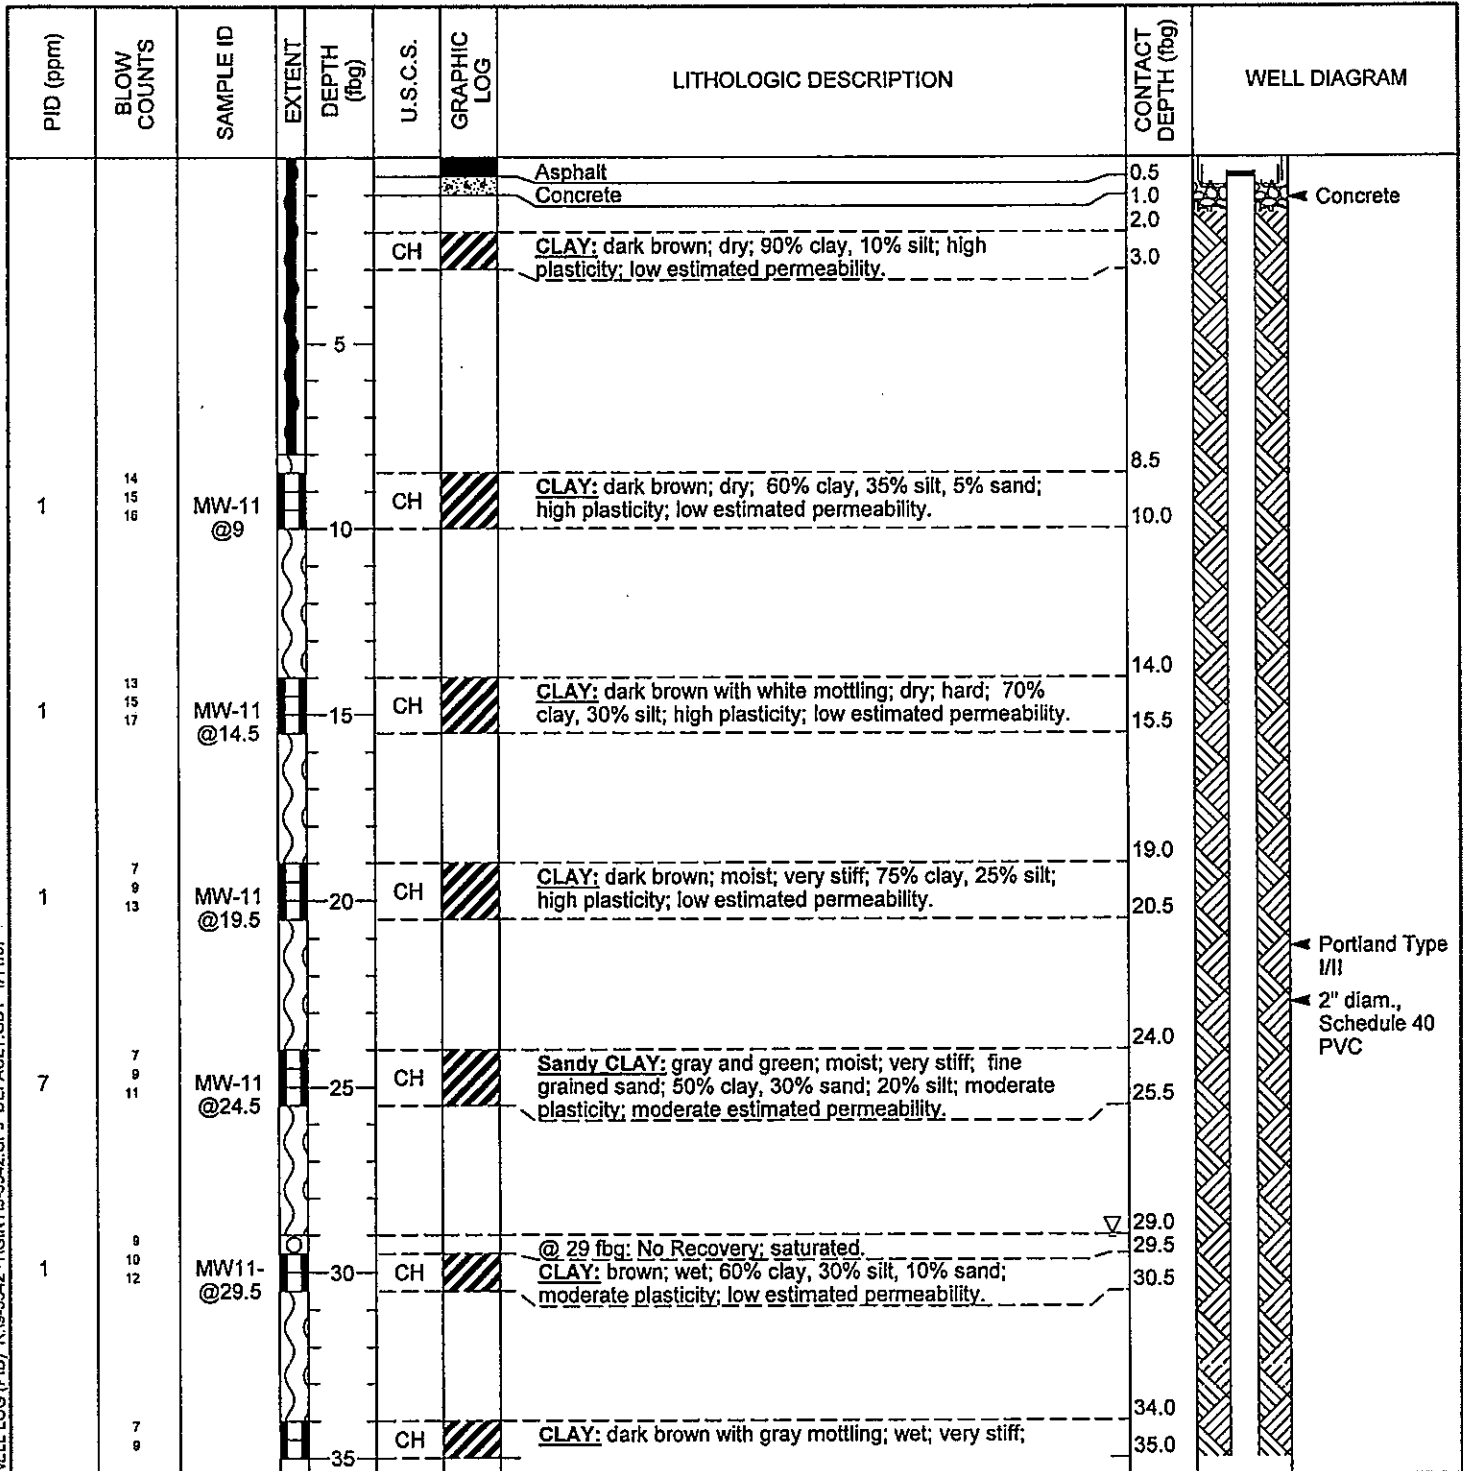 PID (ppm)
BLOW
COUNTS
SAMPLE ID
EXTENT
DEPTH
(fbg)
U.S.C.S.
GRAPHIC
LOG
LITHOLOGIC DESCRIPTION
CONTACT
DEPTH (fbg)
WELL DIAGRAM
Asphalt
0.5
Concrete
1.0
Concrete
2.0
CH
CLAY: dark brown; dry; 90% clay, 10% silt; high
plasticity; low estimated permeability.
3.0
5
8.5
1
14
15
16
MW-11
@9
CH
CLAY: dark brown; dry; 60% clay, 35% silt, 5% sand;
high plasticity; low estimated permeability.
10.0
10
14.0
1
13
15
17
MW-11
@14.5
15
CH
CLAY: dark brown with white mottling; dry; hard; 70%
clay, 30% silt; high plasticity; low estimated permeability.
15.5
19.0
1
7
9
13
MW-11
@19.5
20
CH
CLAY: dark brown; moist; very stiff; 75% clay, 25% silt;
high plasticity; low estimated permeability.
20.5
Portland Type
I/II
2" diam.,
Schedule 40
PVC
24.0
7
7
9
11
MW-11
@24.5
25
CH
Sandy CLAY: gray and green; moist; very stiff; fine
grained sand; 50% clay, 30% sand; 20% silt; moderate
plasticity; moderate estimated permeability.
25.5
29.0
@ 29 fbg: No Recovery; saturated.
29.5
1
9
10
12
MW11-
@29.5
30
CH
CLAY: brown; wet; 60% clay, 30% silt, 10% sand;
moderate plasticity; low estimated permeability.
30.5
34.0
7
9
CH
CLAY: dark brown with gray mottling; wet; very stiff;
35.0
35